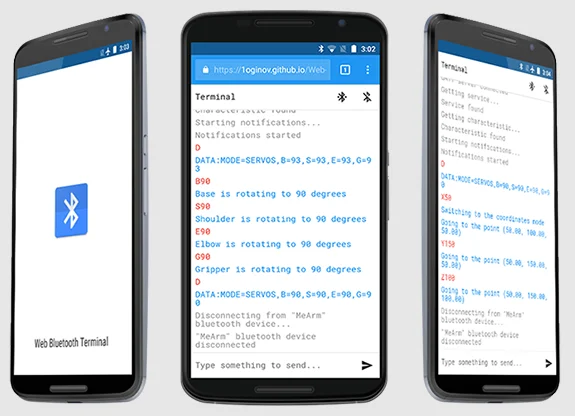 3:03
Web Bluetooth Terminal
3:02
https://1oginov.github.io/Web
1
Terminal
Characteristic found
Starting notifications...
Notifications started
D
DATA:MODE=SERVOS,B=93,S=93,E=93,G=9
3
B90
Base is rotating to 90 degrees
S90
Shoulder is rotating to 90 degrees
E90
Elbow is rotating to 90 degrees
G90
Gripper is rotating to 90 degrees
D
DATA:MODE=SERVOS,B=90,S=90,E=90,G=9
0
Disconnecting from "MeArm"
bluetooth device...
"MeArm" bluetooth device
disconnected
Type something to send...
3:04
Terminal
Getting service...
Service found
Getting characteristic...
Characteristic found
Starting notifications...
Notifications started
D
DATA:MODE=SERVOS,B=90,S=90,E=90,G=9
0
X50
Switching to the coordinates mode
Going to the point (50.00, 100.00,
50.00)
Y150
Going to the point (50.00, 150.00,
50.00)
Z100
Going to the point (50.00, 150.00,
100.00)
Disconnecting from "MeArm"
bluetooth device...
"MeArm" bluetooth device
disconnected
Type something to send...